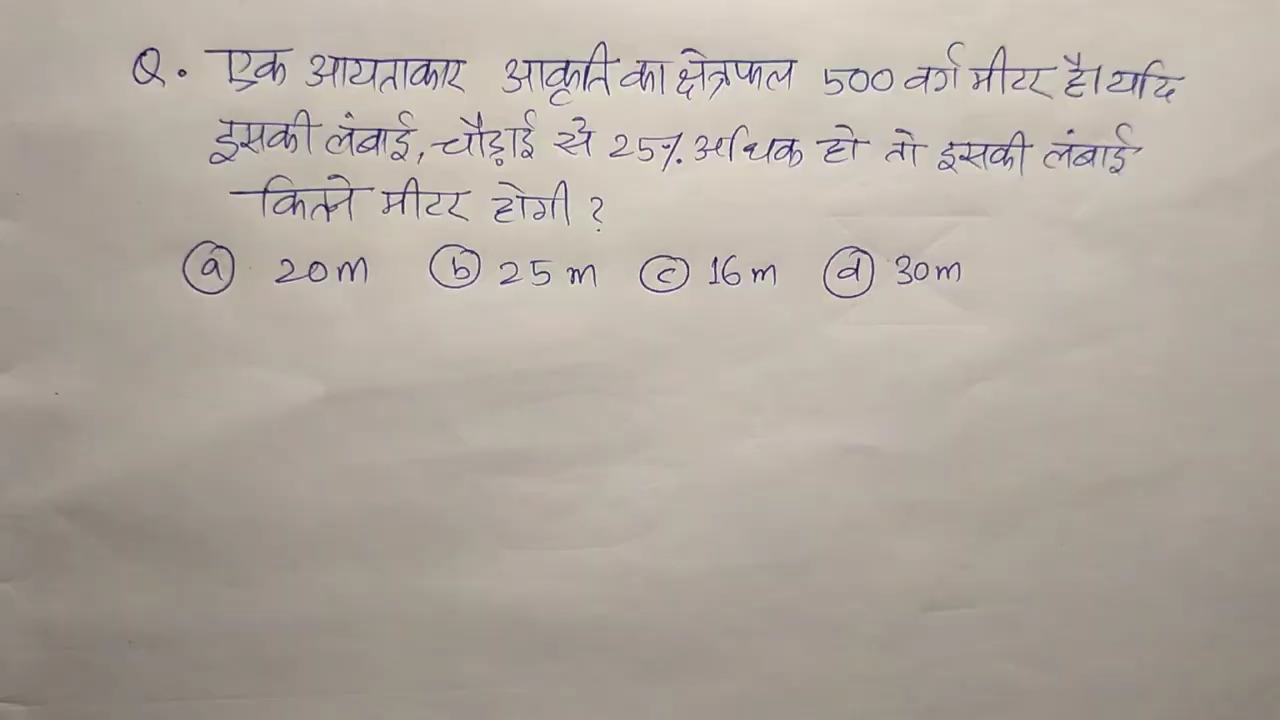 Q. एक आयताकार आकृति का क्षेत्रफल 500 वर्ग मीटर है। यदि
इसकी लंबाई, चौड़ाई से 25% अधिक हो तो इसकी लंबाई
कितने मीटर होगी ?
(a) 20m (b) 25m (c) 16m (d) 30m